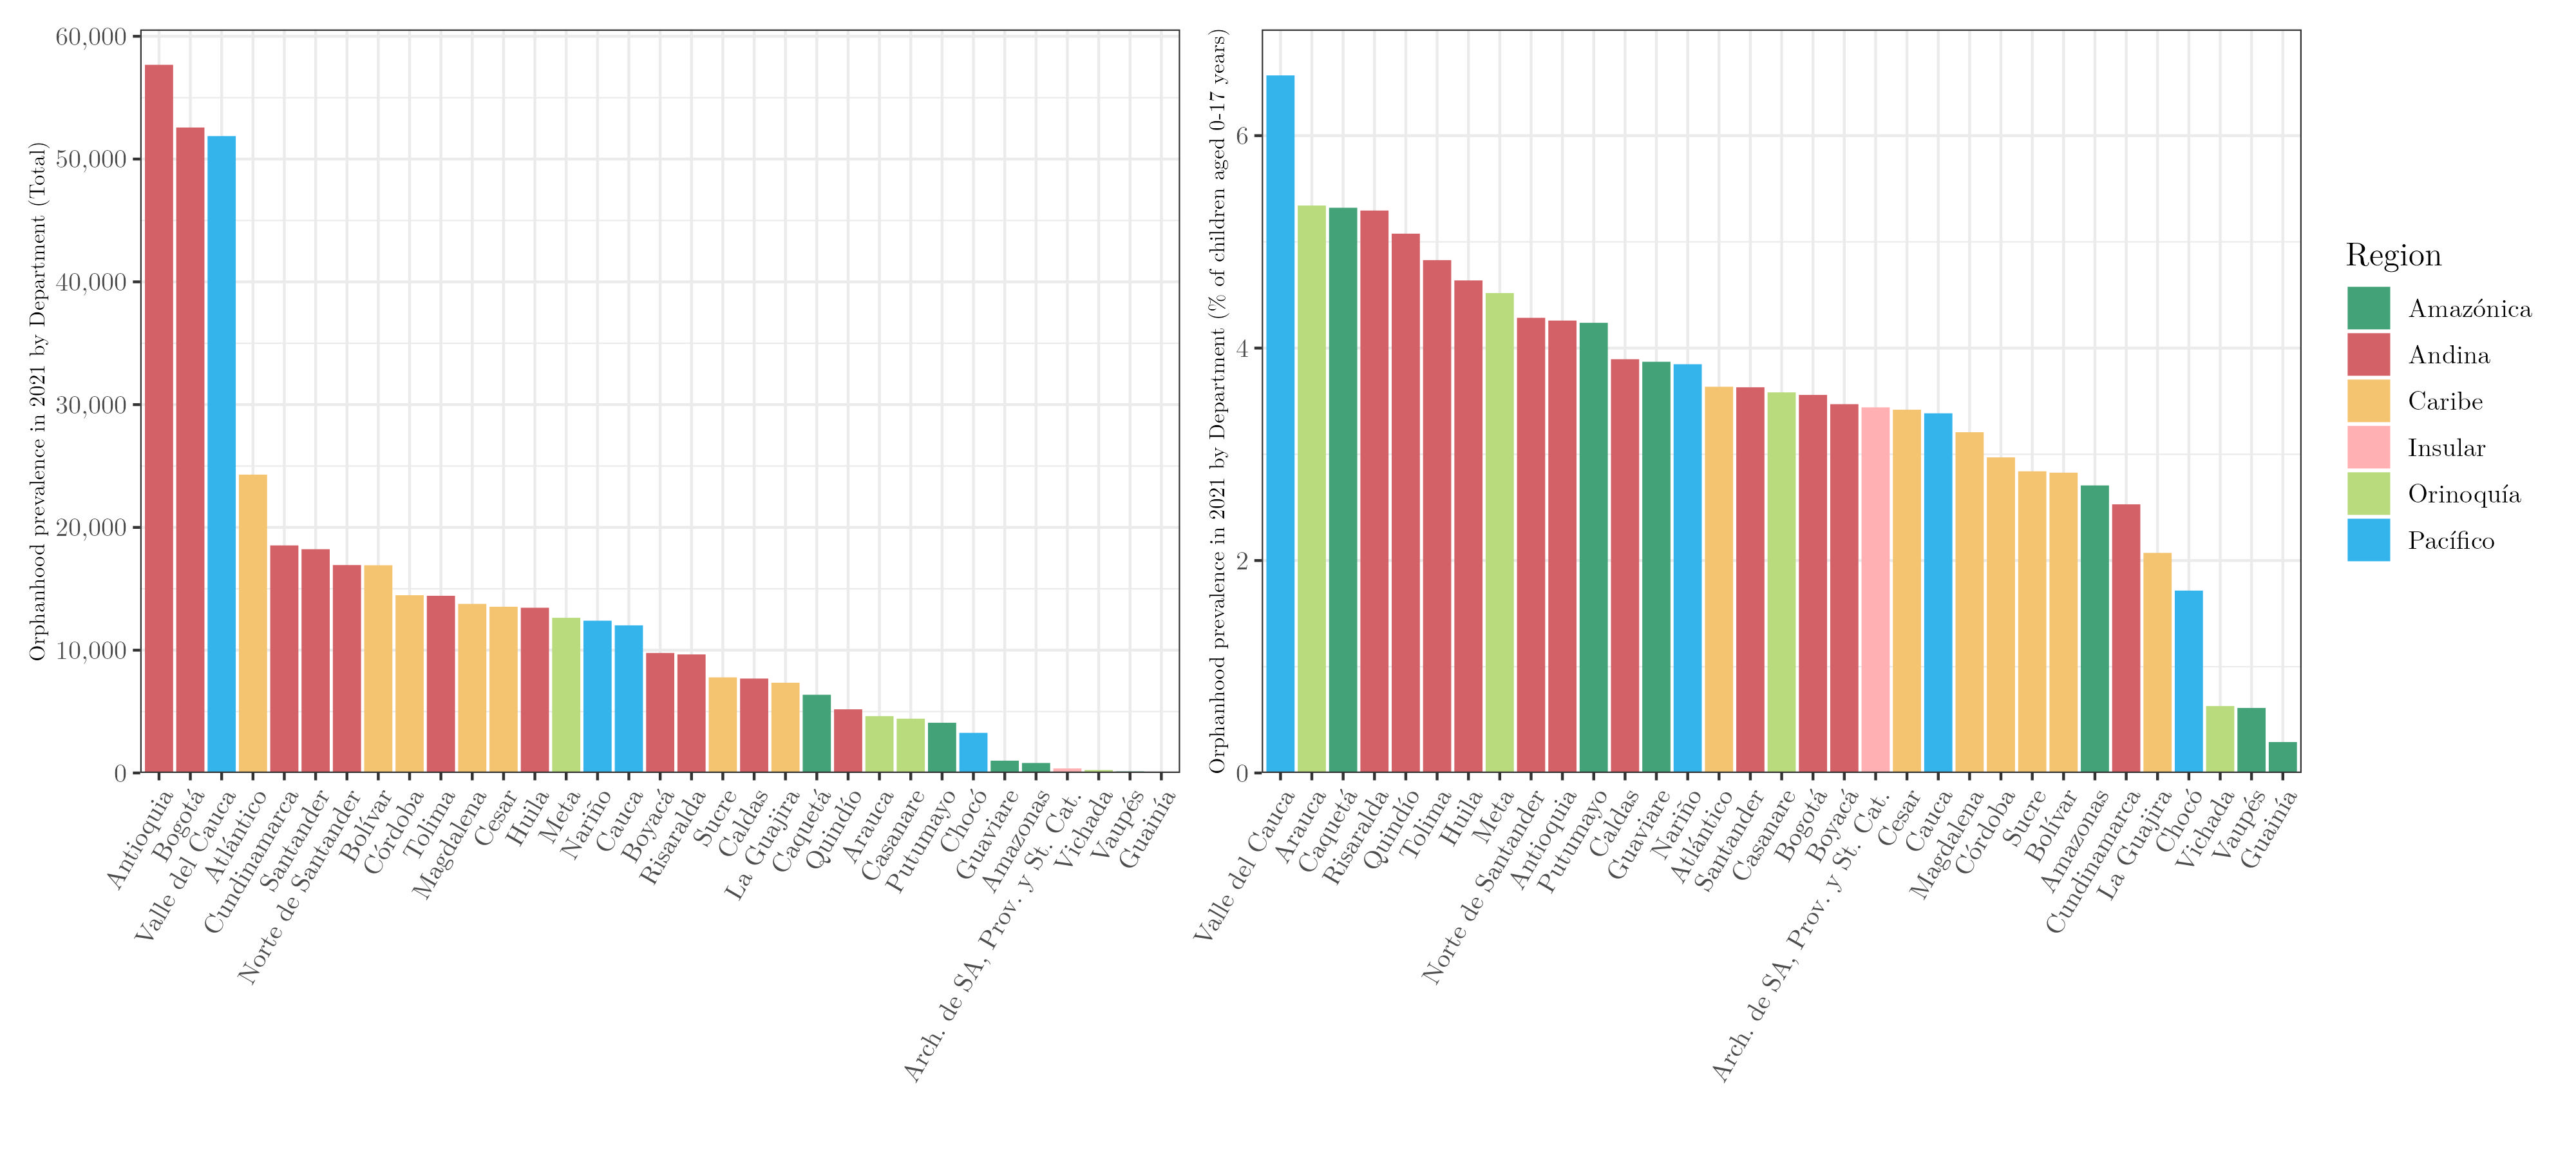 Orphanhood prevalence in 2021 by Department (Total)
60,000
50,000
40,000
30,000
20,000
10,000
0
Antioquia
Bogotá
Valle del Cauca
Atlántico
Cundinamarca
Santander
Norte de Santander
Bolívar
Córdoba
Tolima
Magdalena
Cesar
Huila
Meta
Nariño
Cauca
Boyacá
Risaralda
Sucre
Caldas
La Guajira
Caquetá
Quindío
Arauca
Casanare
Putumayo
Chocó
Guaviare
Amazonas
Arch. de SA, Prov. y St. Cat.
Vichada
Vaupes
Guainía
Orphanhood prevalence in 2021 by Department (% of children aged 0-17 years)
6
4
2
0
Valle del Cauca
Arauca
Caquetá
Risaralda
Quindío
Tolima
Huila
Meta
Norte de Santander
Antioquia
Putumayo
Caldas
Guaviare
Nariño
Atlántico
Santander
Casanare
Bogotá
Boyacá
Arch. de SA, Prov. y St. Cat.
Cesar
Cauca
Magdalena
Córdoba
Sucre
Bolívar
Amazonas
Cundinamarca
La Guajira
Chocó
Vichada
Vaupes
Guainía
Region
Amazónica
Andina
Caribe
Insular
Orinoquía
Pacífico